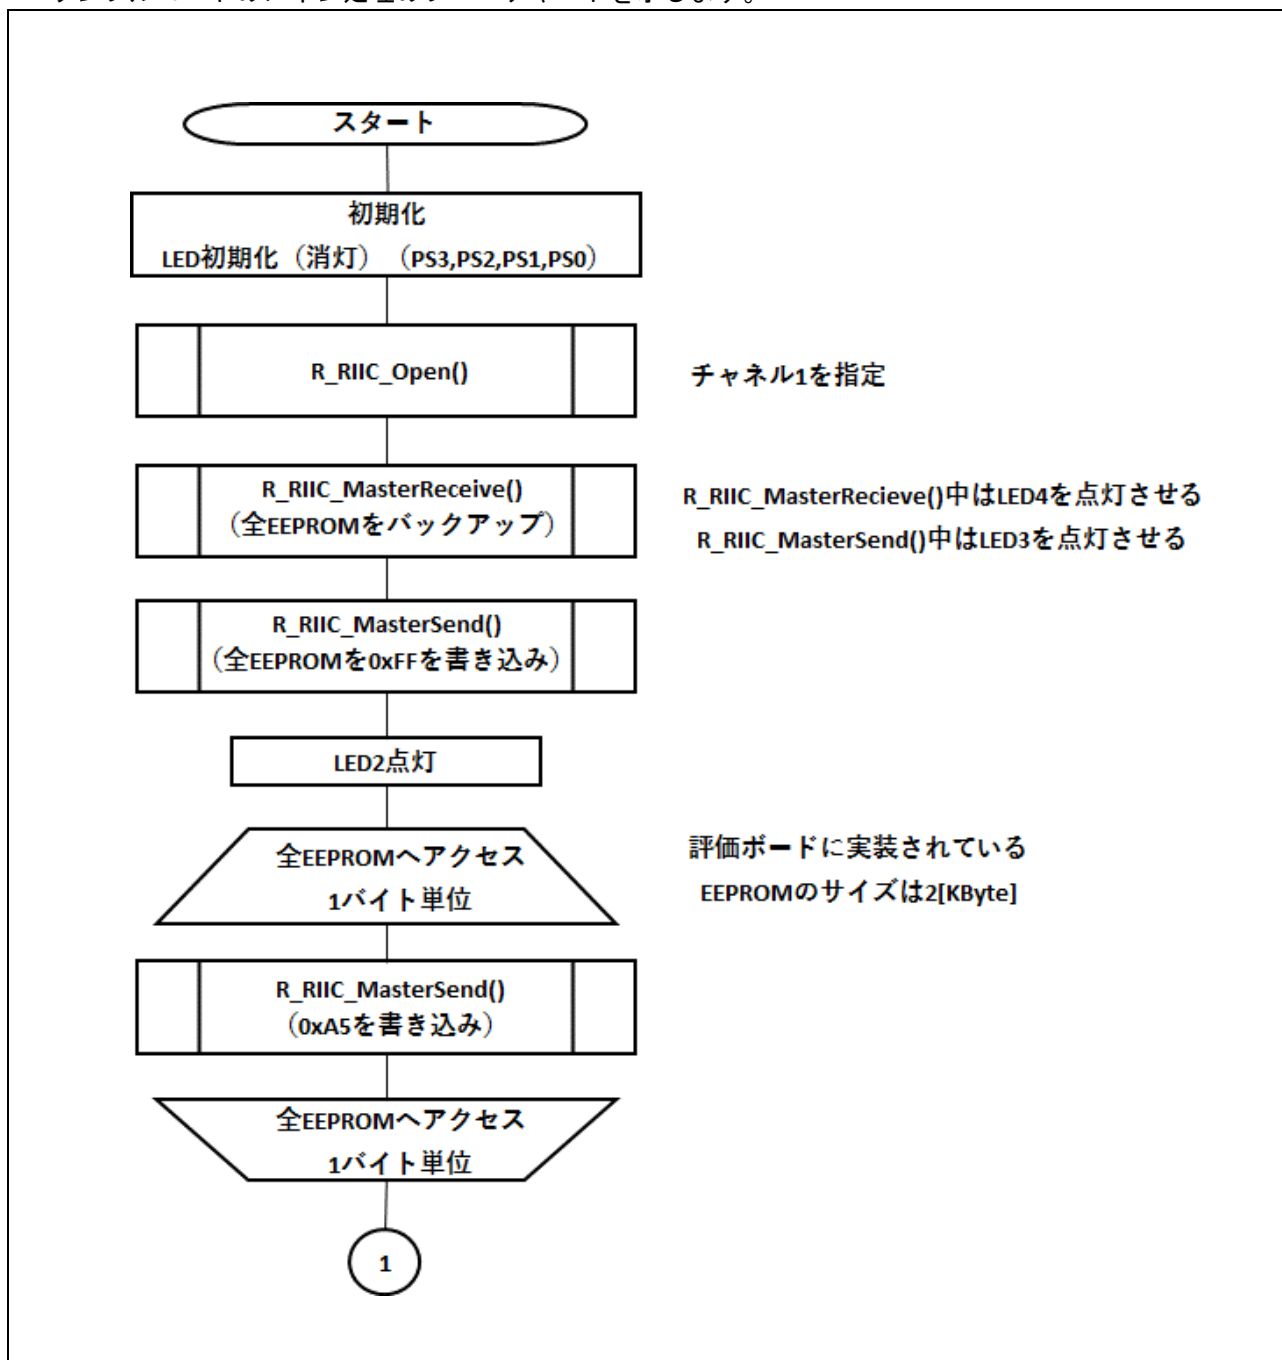 スタート
初期化
LED初期化（消灯）（PS3,PS2,PS1,PS0）
R_RIIC_Open()
チャネル1を指定
R_RIIC_MasterReceive()
（全EEPROMをバックアップ）
R_RIIC_MasterRecieve()中はLED4を点灯させる
R_RIIC_MasterSend()中はLED3を点灯させる
R_RIIC_MasterSend()
（全EEPROMを0xFFを書き込み）
LED2点灯
全EEPROMへアクセス
1バイト単位
評価ボードに実装されている
EEPROMのサイズは2[KByte]
R_RIIC_MasterSend()
（0xA5を書き込み）
全EEPROMへアクセス
1バイト単位
1